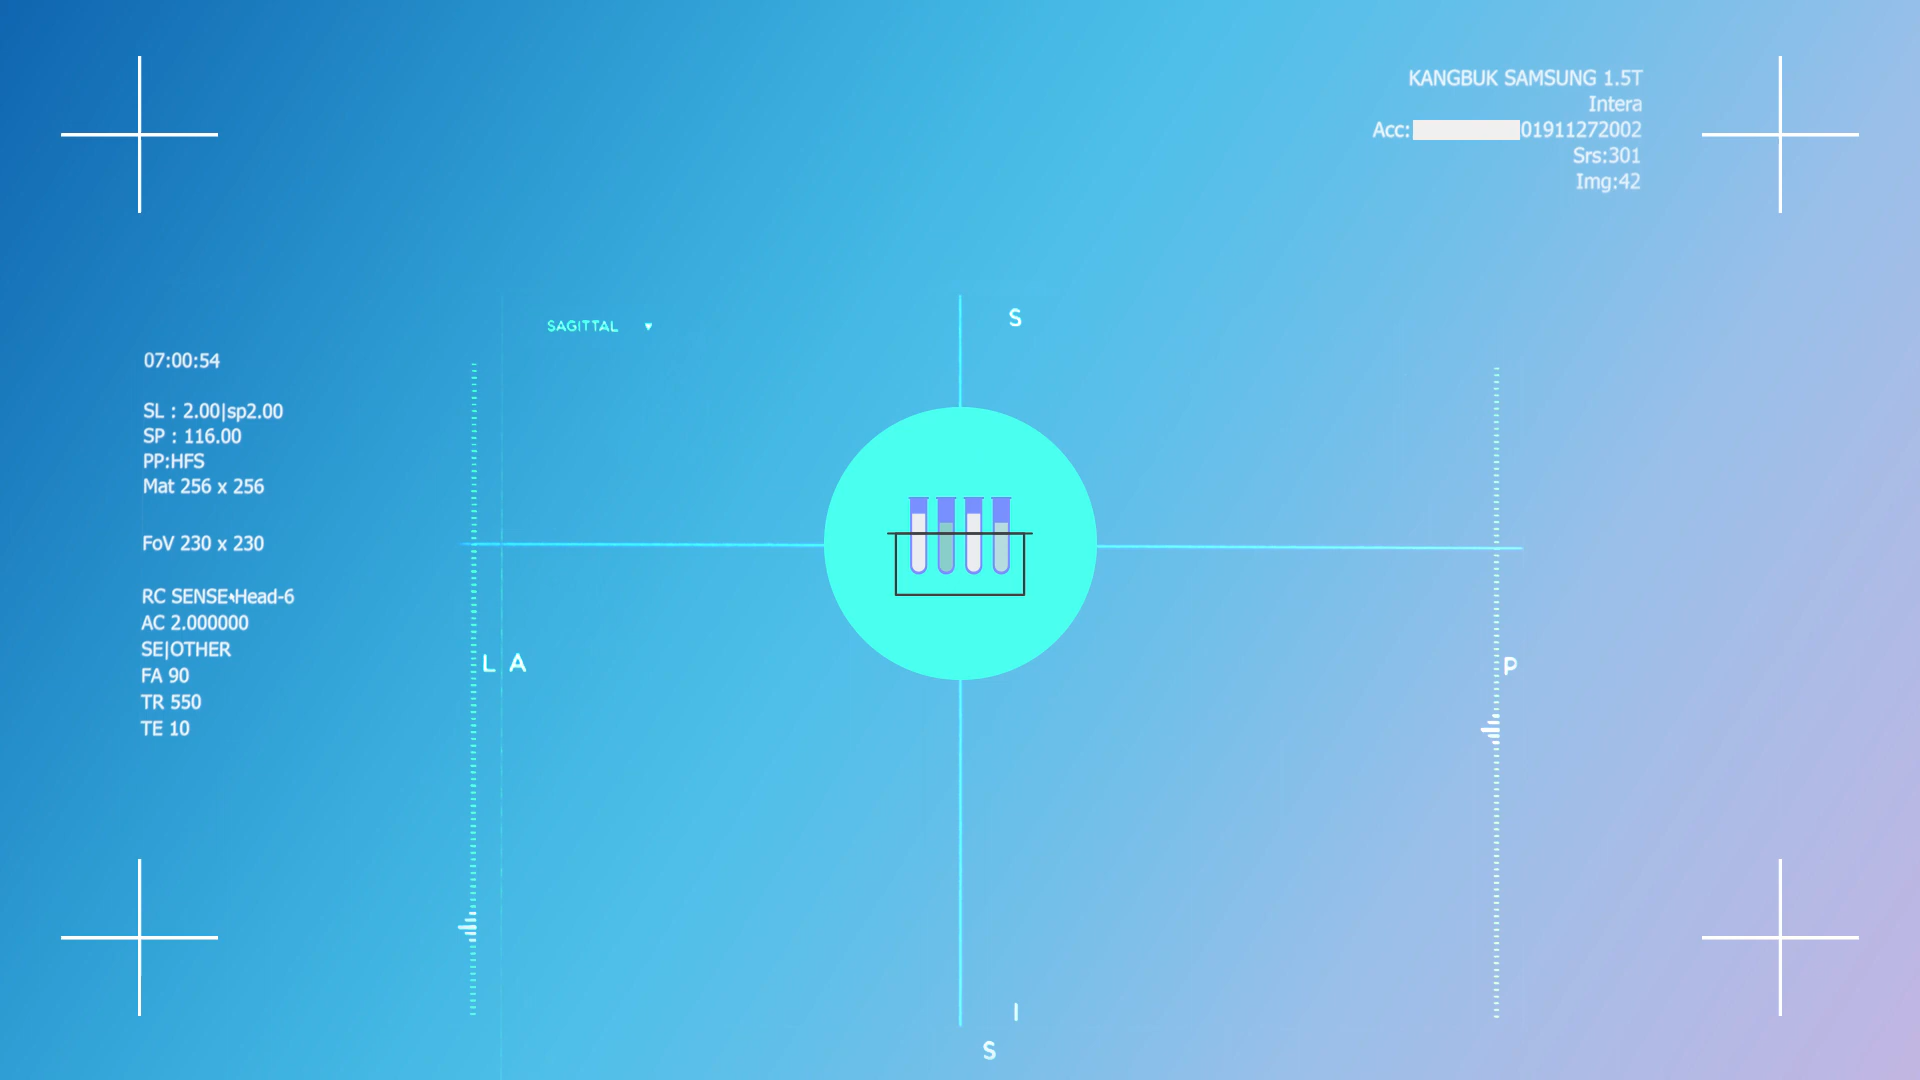 KANGBUK SAMSUNG 1.5T
Intera
Acc: 01911272002
Srs:301
Img:42
SAGITTAL
S
07:00:54
SL : 2.00|sp2.00
SP : 116.00
PP:HFS
Mat 256 x 256
FoV 230 x 230
RC SENSE-Head-6
AC 2.000000
SE|OTHER
FA 90
TR 550
TE 10
L A
P
I
S